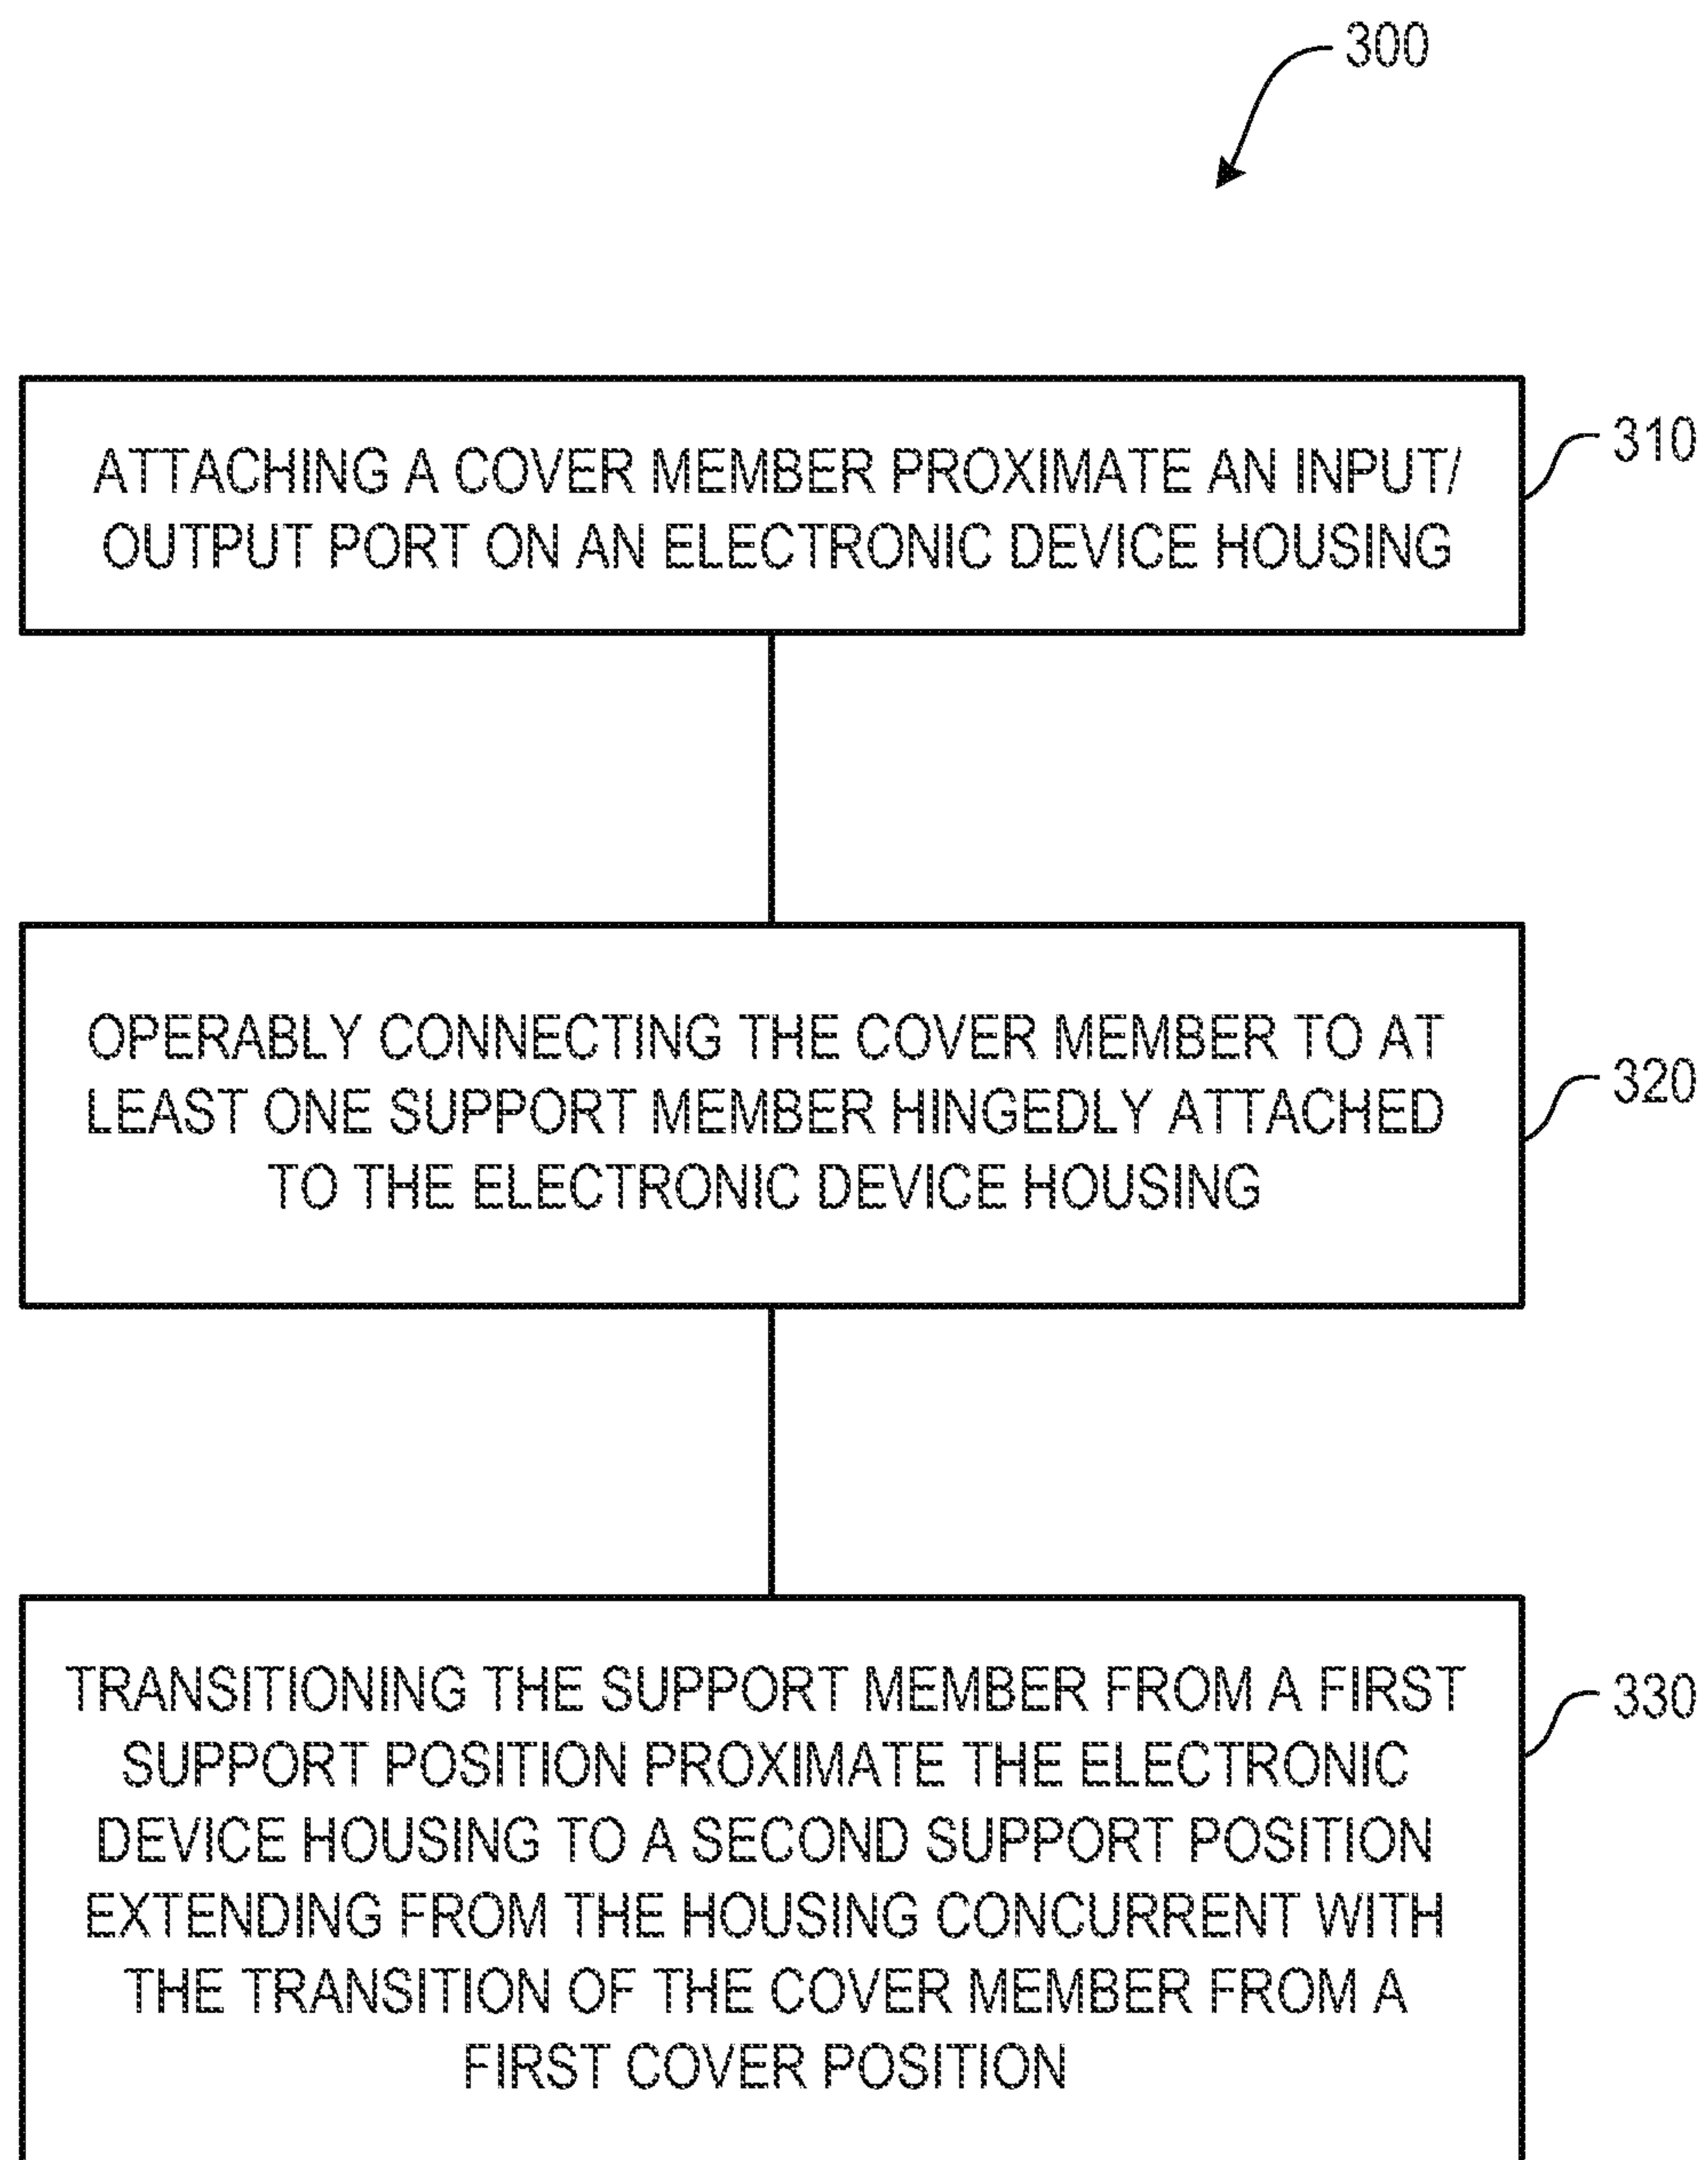 300
ATTACHING A COVER MEMBER PROXIMATE AN INPUT/
OUTPUT PORT ON AN ELECTRONIC DEVICE HOUSING
310
OPERABLY CONNECTING THE COVER MEMBER TO AT
LEAST ONE SUPPORT MEMBER HINGEDLY ATTACHED
TO THE ELECTRONIC DEVICE HOUSING
320
TRANSITIONING THE SUPPORT MEMBER FROM A FIRST
SUPPORT POSITION PROXIMATE THE ELECTRONIC
DEVICE HOUSING TO A SECOND SUPPORT POSITION
EXTENDING FROM THE HOUSING CONCURRENT WITH
THE TRANSITION OF THE COVER MEMBER FROM A
FIRST COVER POSITION
330